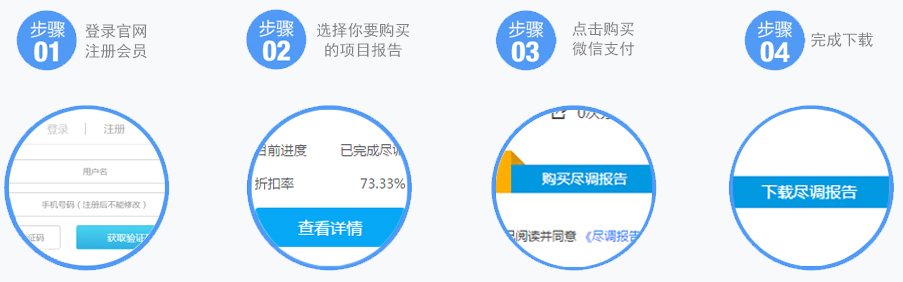 步骤
01
登录官网
注册会员
步骤
02
选择你要购买
的项目报告
步骤
03
点击购买
微信支付
步骤
04
完成下载
登录 | 注册
用户名
手机号码（注册后不能修改）
证码
获取验证
目前进度 已完成尽调
折扣率 73.33%
查看详情
0次
购买尽调报告
已阅读并同意 《尽调报告
下载尽调报告